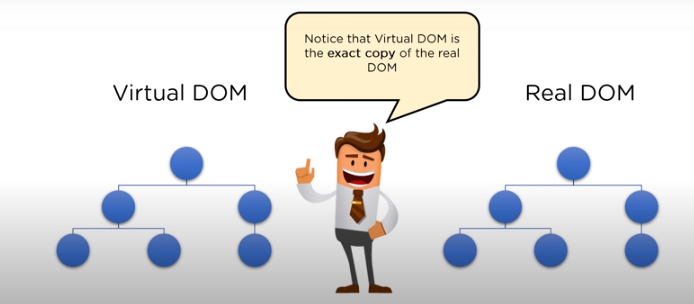 Notice that Virtual DOM is
the exact copy of the real
DOM
Virtual DOM
Real DOM